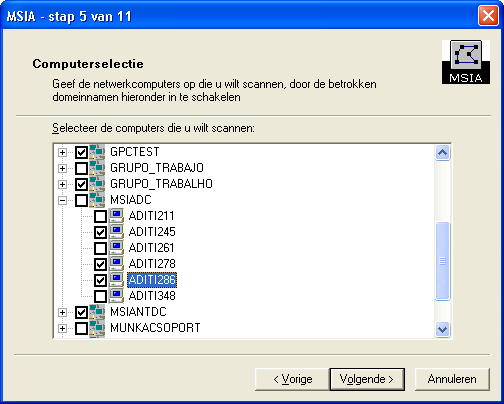 MSIA - stap 5 van 11
Computerselectie
Geef de netwerkcomputers op die u wilt scannen, door de betrokken
domeinnamen hieronder in te schakelen
MSIA
Selecteer de computers die u wilt scannen:
GPCTEST
GRUPO_TRABAJO
GRUPO_TRABALHO
MSIADC
ADITI211
ADITI245
ADITI261
ADITI278
ADITI286
ADITI348
MSIANTDC
MUNKACSOPORT
< Vorige
Volgende >
Annuleren